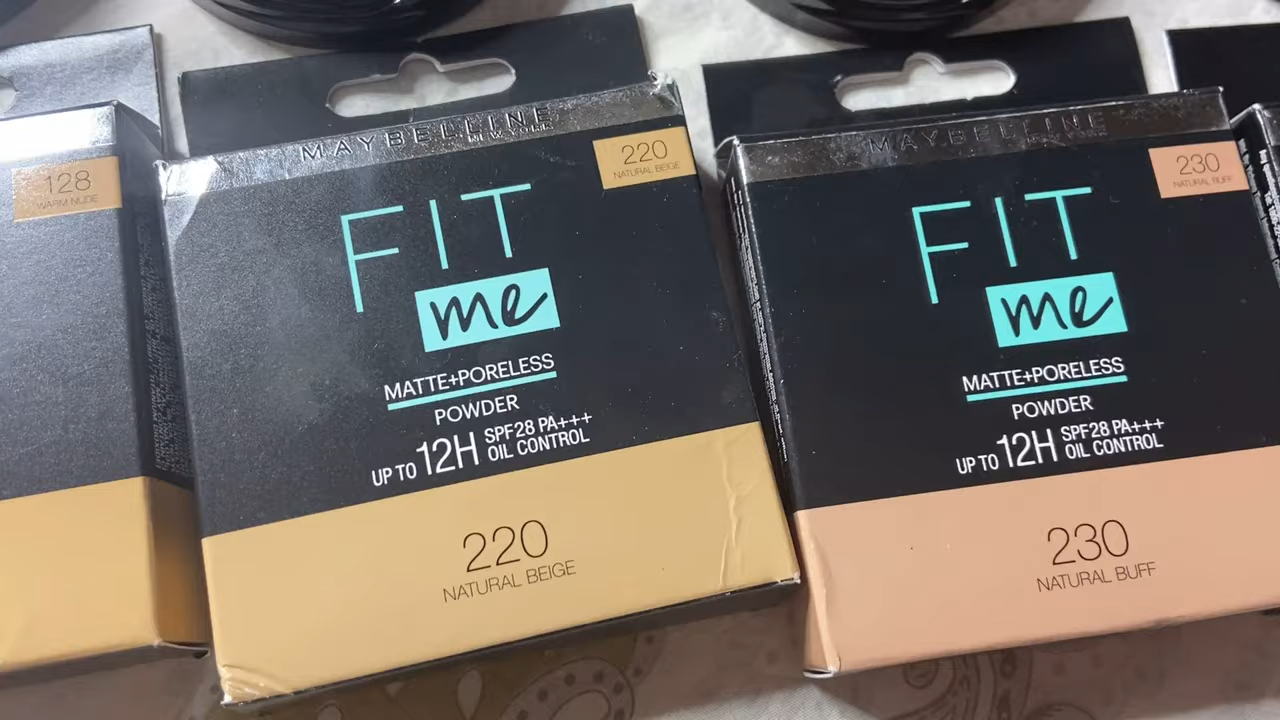 128
WARM NUDE
MAYBELLINE
NEW YORK
220
NATURAL BEIGE
FIT
me
MATTE+PORELESS
POWDER
UP TO 12H SPF28 PA+++
OIL CONTROL
220
NATURAL BEIGE
MAYBELLINE
NEW YORK
230
NATURAL BUFF
FIT
me
MATTE+PORELESS
POWDER
UP TO 12H SPF28 PA+++
OIL CONTROL
230
NATURAL BUFF